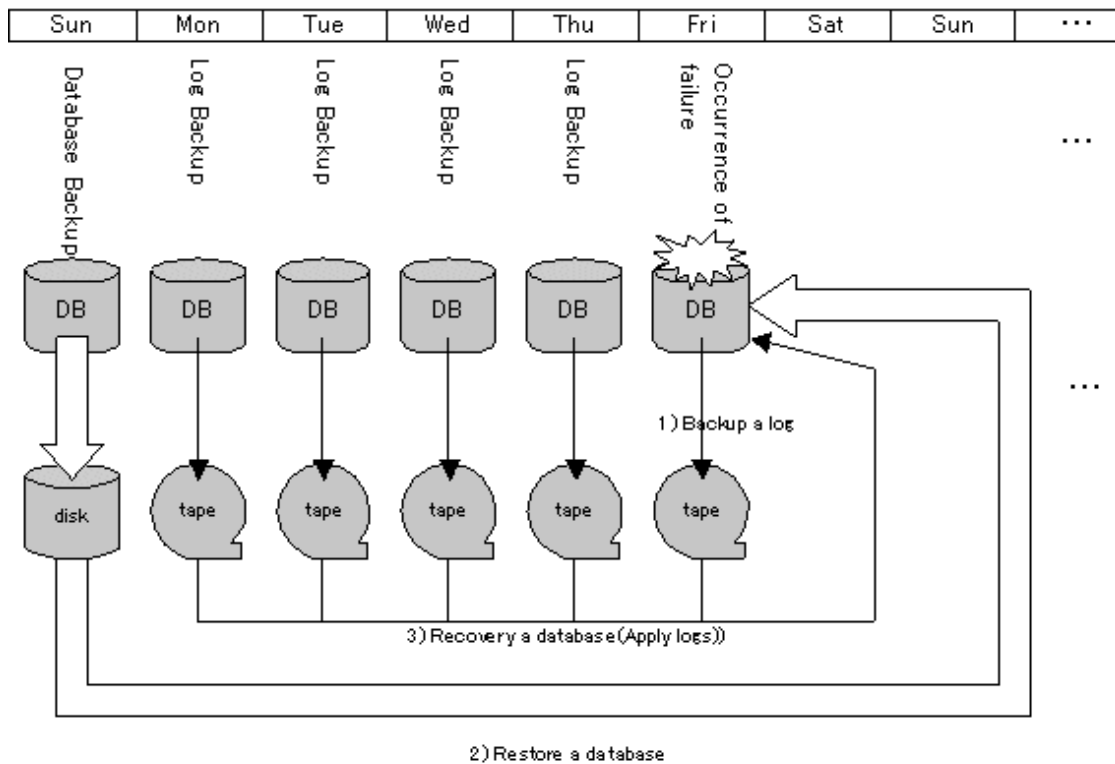 Sun Mon Tue Wed Thu Fri Sat Sun ...
Database Backup
Log Backup
Log Backup
Log Backup
Log Backup
Occurrence of
failure
...
DB DB DB DB DB DB
...
1)Backup a log
disk tape tape tape tape tape
3)Recovery a database(Apply logs))
2)Restore a database